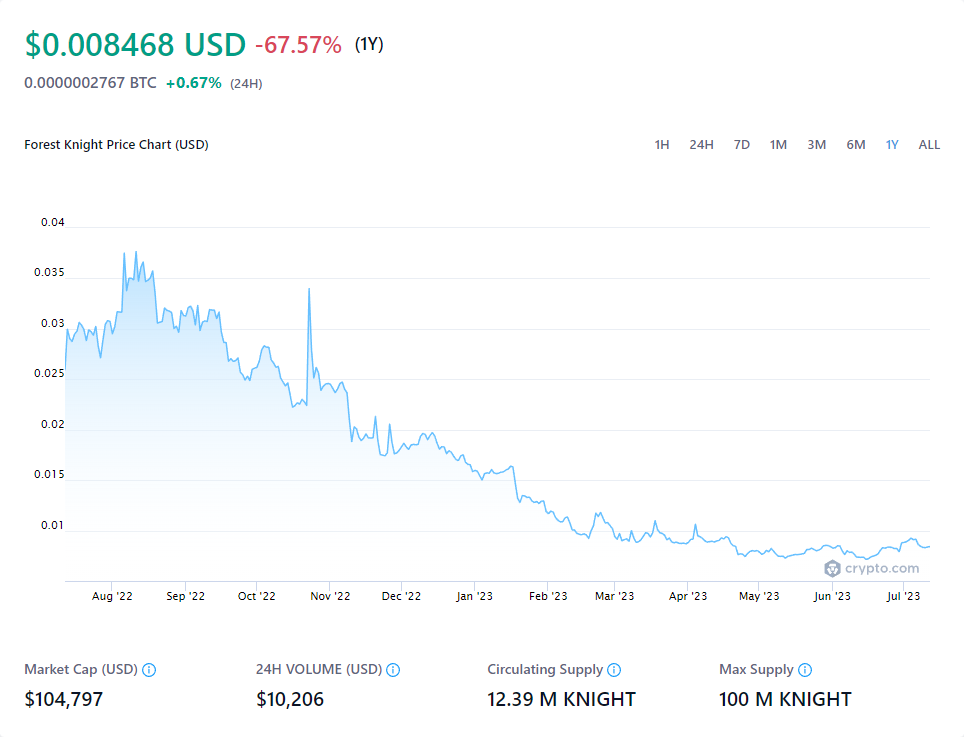 $0.008468 USD -67.57% (1Y)
0.0000002767 BTC +0.67% (24H)
Forest Knight Price Chart (USD) 1H 24H 7D 1M 3M 6M 1Y ALL
0.04
0.035
0.03
0.025
0.02
0.015
0.01
crypto.com
Aug '22 Sep '22 Oct '22 Nov '22 Dec '22 Jan '23 Feb '23 Mar '23 Apr '23 May '23 Jun '23 Jul '23
Market Cap (USD) 24H VOLUME (USD) Circulating Supply Max Supply
$104,797 $10,206 12.39 M KNIGHT 100 M KNIGHT